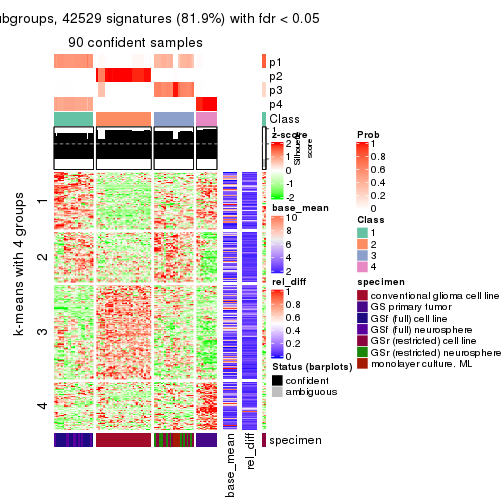 ubgroups, 42529 signatures (81.9%) with fdr < 0.05
90 confident samples
p1
p2
p3
p4
Class
1
Silhouette
score
k-means with 4 groups
1
2
3
4
base_mean
rel_diff
specimen
z-score
2
1
0
-1
-2
base_mean
10
8
6
4
2
rel_diff
1
0.8
0.6
0.4
0.2
0
Status (barplots)
confident
ambiguous
Prob
1
0.8
0.6
0.4
0.2
0
Class
1
2
3
4
specimen
conventional glioma cell line
GS primary tumor
GSf (full) cell line
GSf (full) neurosphere
GSr (restricted) cell line
GSr (restricted) neurosphere
monolayer culture. ML